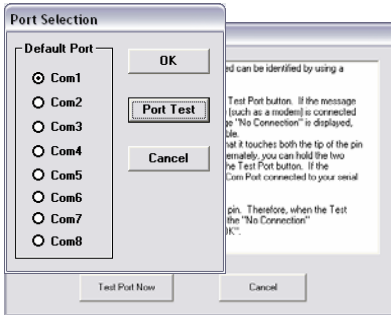 Port Selection
Default Port
Com1
Com2
Com3
Com4
Com5
Com6
Com7
Com8
OK
Port Test
Cancel
ed can be identified by using a
Test Port button. If the message
(such as a modem) is connected
ge "No Connection" is displayed,
ble.
hat it touches both the tip of the pin
ernately, you can hold the two
he Test Port button. If the
Com Port connected to your serial
pin. Therefore, when the Test
the "No Connection"
OK".
Test Port Now
Cancel